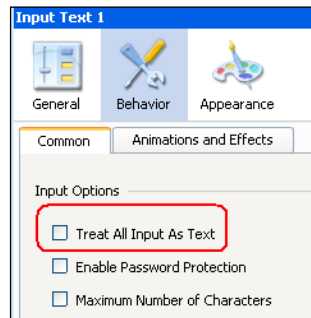 Input Text 1
General Behavior Appearance
Common Animations and Effects
Input Options
Treat All Input As Text
Enable Password Protection
Maximum Number of Characters